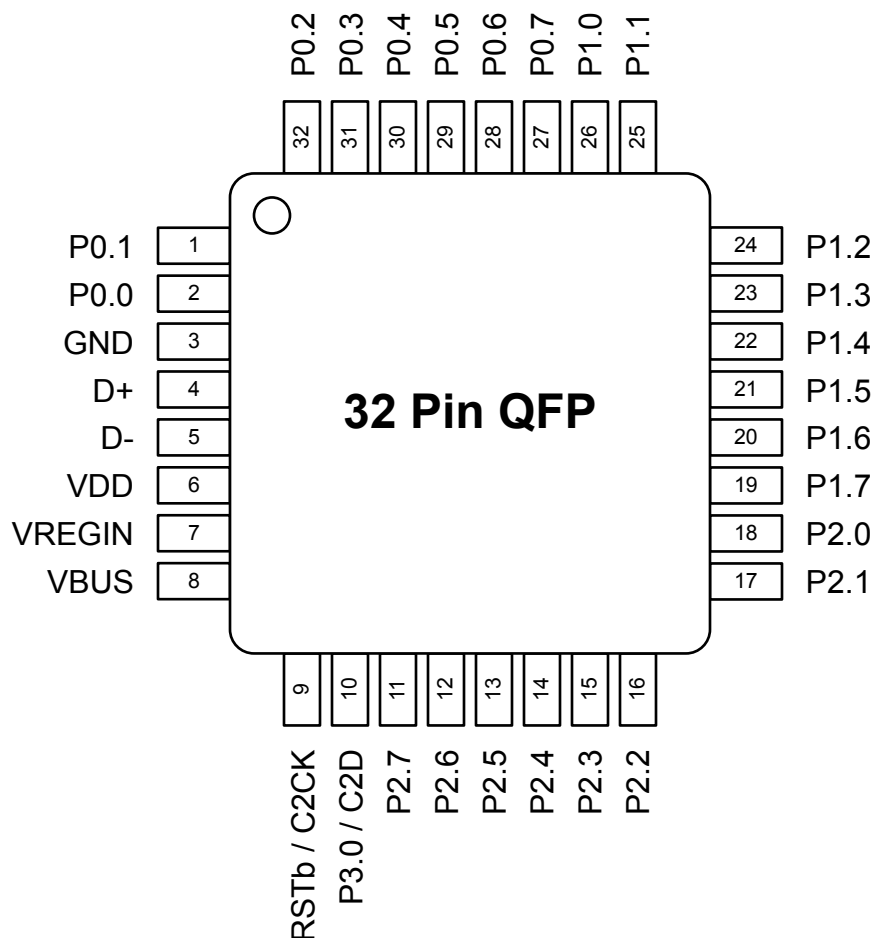 P0.2 P0.3 P0.4 P0.5 P0.6 P0.7 P1.0 P1.1
32 31 30 29 28 27 26 25
P0.1 1 24 P1.2
P0.0 2 23 P1.3
GND 3 22 P1.4
D+ 4 21 P1.5
32 Pin QFP
D- 5 20 P1.6
VDD 6 19 P1.7
VREGIN 7 18 P2.0
VBUS 8 17 P2.1
9 10 11 12 13 14 15 16
RSTb / C2CK P3.0 / C2D P2.7 P2.6 P2.5 P2.4 P2.3 P2.2